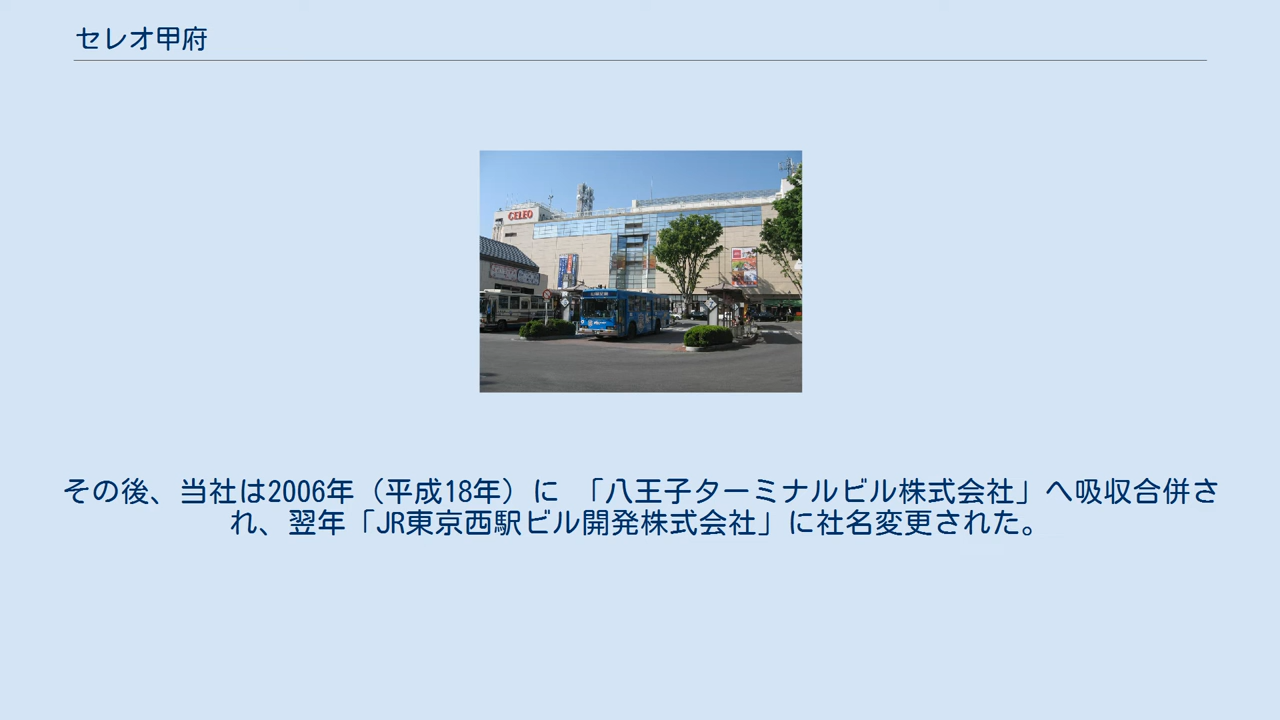 セレオ甲府
CELEO
その後、当社は2006年（平成18年）に 「八王子ターミナルビル株式会社」へ吸収合併さ
れ、翌年「JR東京西駅ビル開発株式会社」に社名変更された。